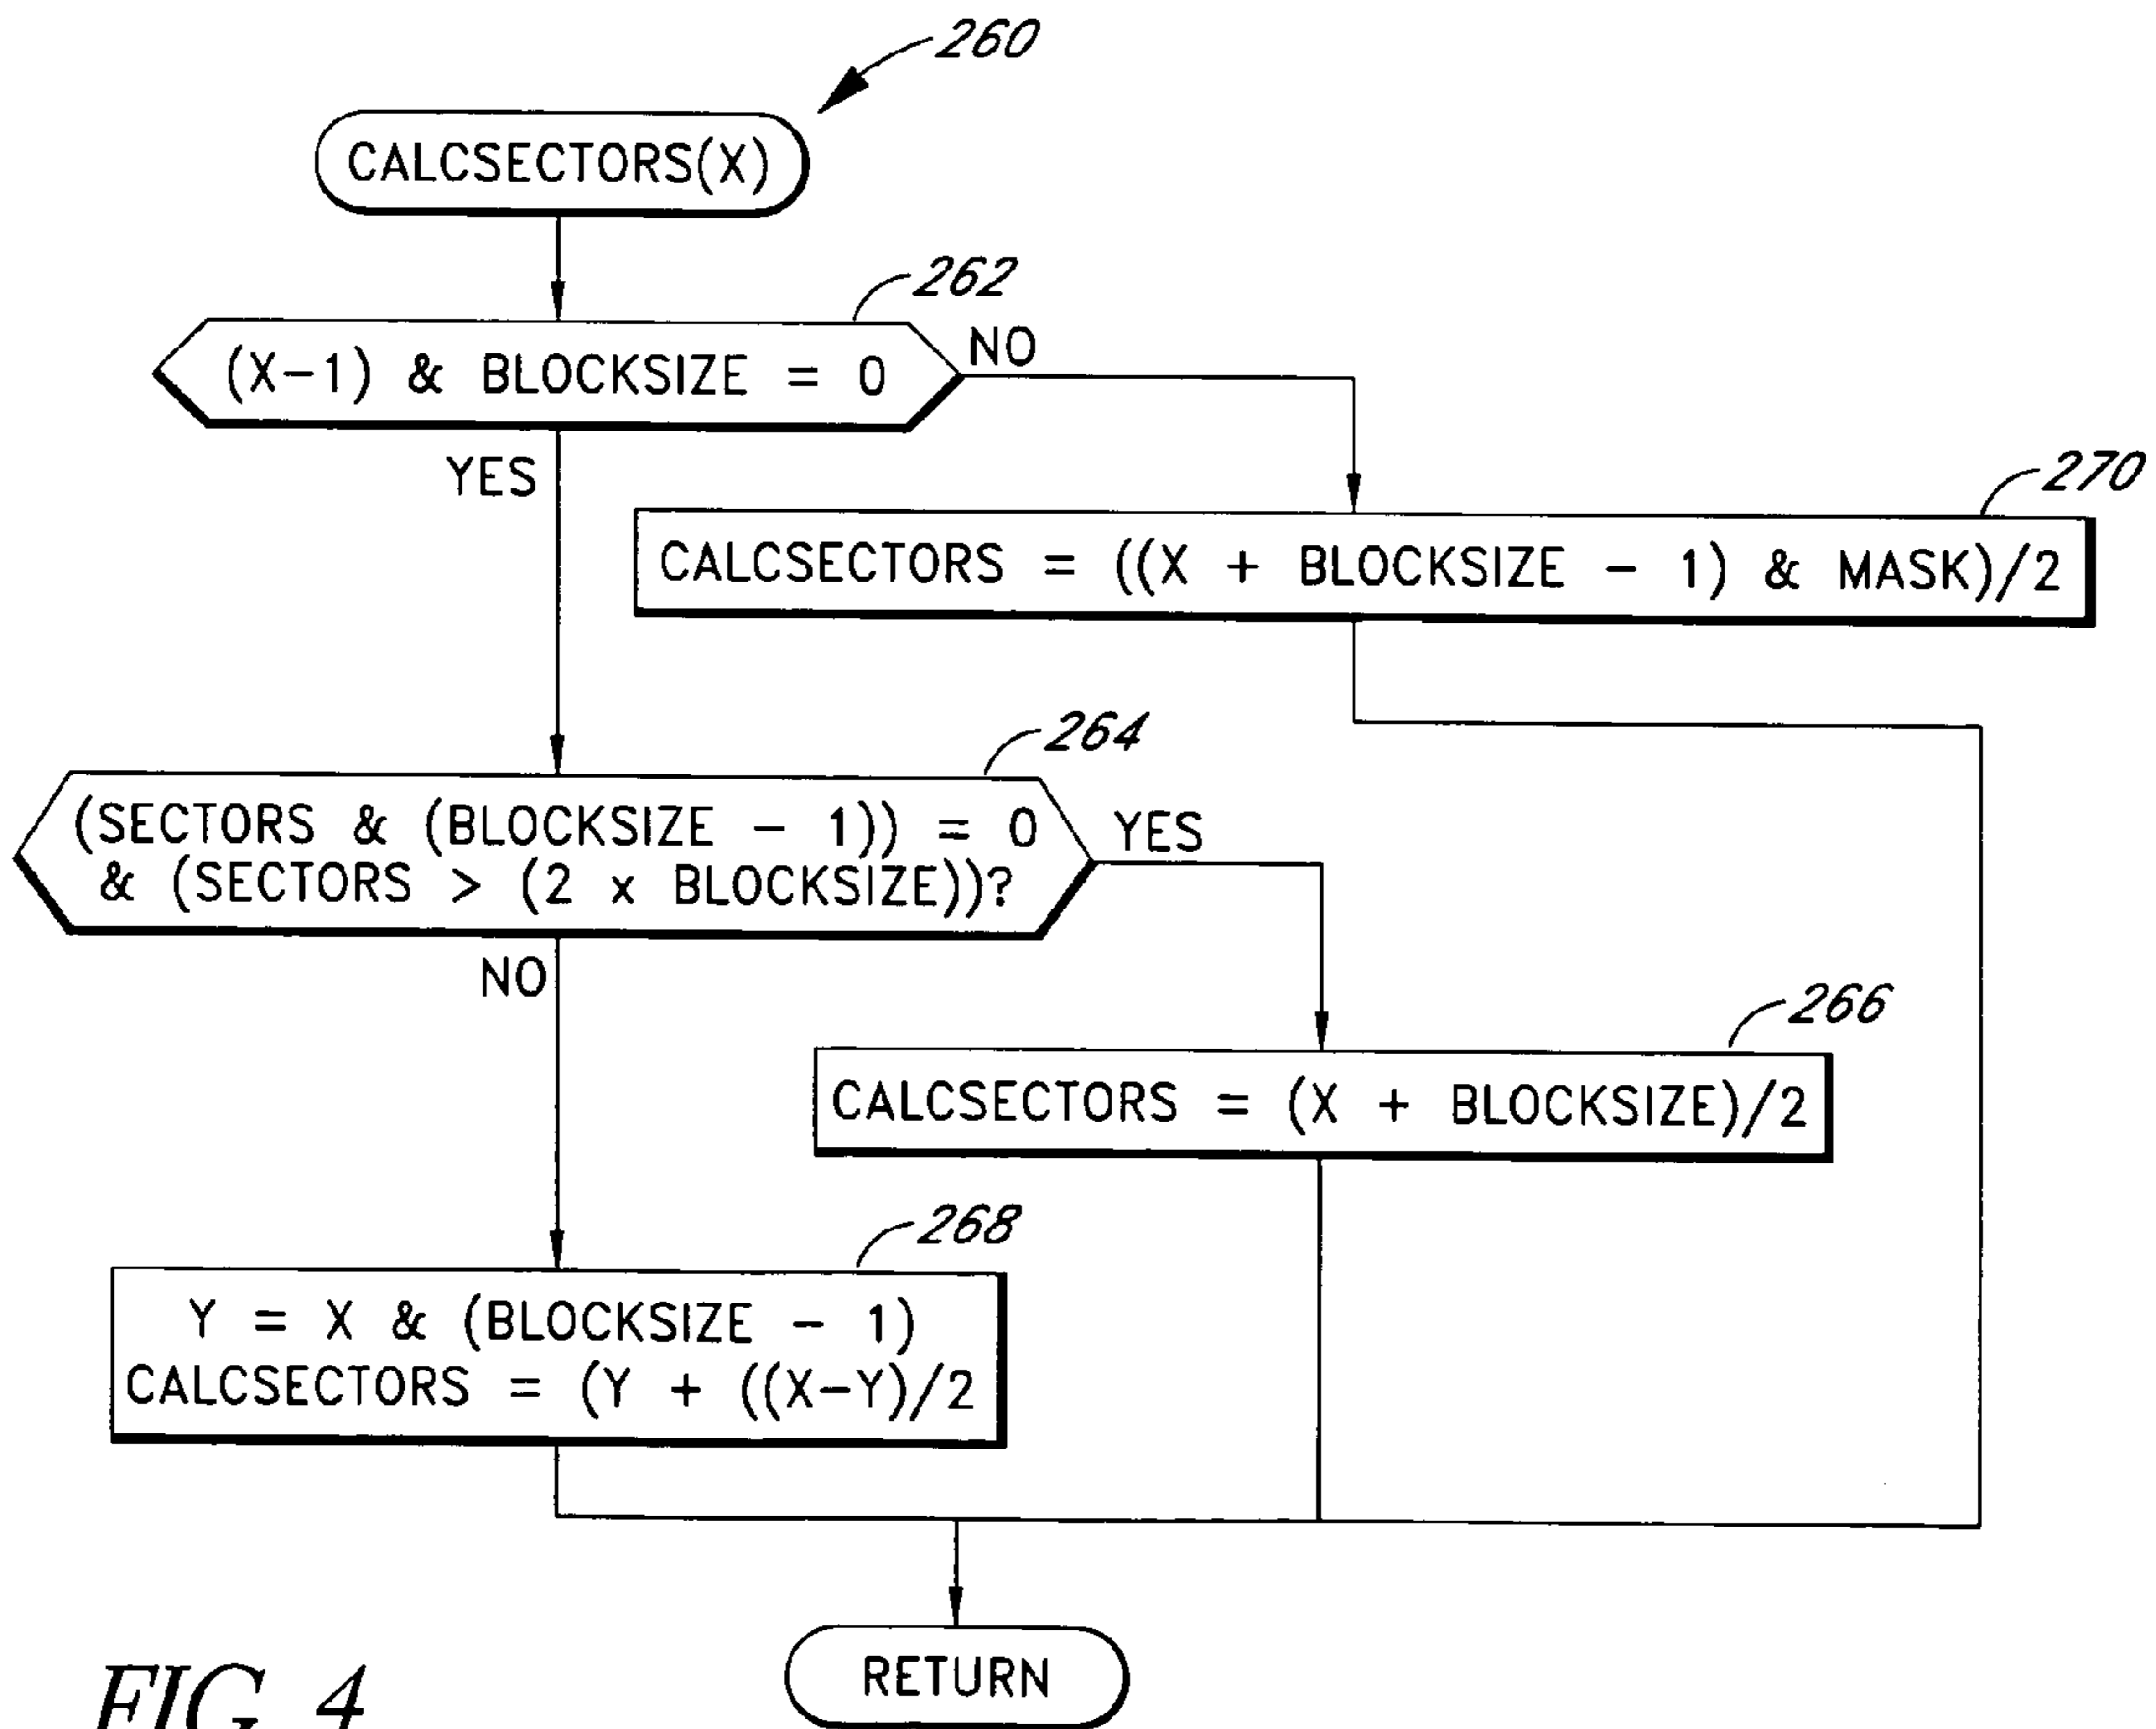 260
CALCSECTORS(X)
262
(X-1) & BLOCKSIZE = 0
NO
YES
270
CALCSECTORS = ((X + BLOCKSIZE - 1) & MASK)/2
264
(SECTORS & (BLOCKSIZE - 1)) = 0
& (SECTORS > (2 x BLOCKSIZE))?
YES
NO
266
CALCSECTORS = (X + BLOCKSIZE)/2
268
Y = X & (BLOCKSIZE - 1)
CALCSECTORS = (Y + ((X-Y)/2
RETURN
FIG. 4